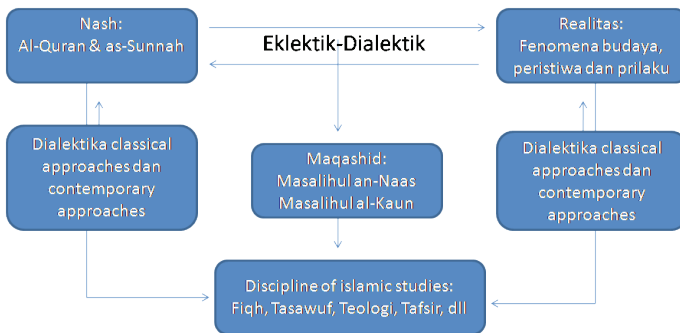 Nash:
Al-Quran & as-Sunnah
Eklektik-Dialektik
Realitas:
Fenomena budaya,
peristiwa dan prilaku
Dialektika classical
approaches dan
contemporary
approaches
Maqashid:
Masalihul an-Naas
Masalihul al-Kaun
Dialektika classical
approaches dan
contemporary
approaches
Discipline of islamic studies:
Fiqh, Tasawuf, Teologi, Tafsir, dll